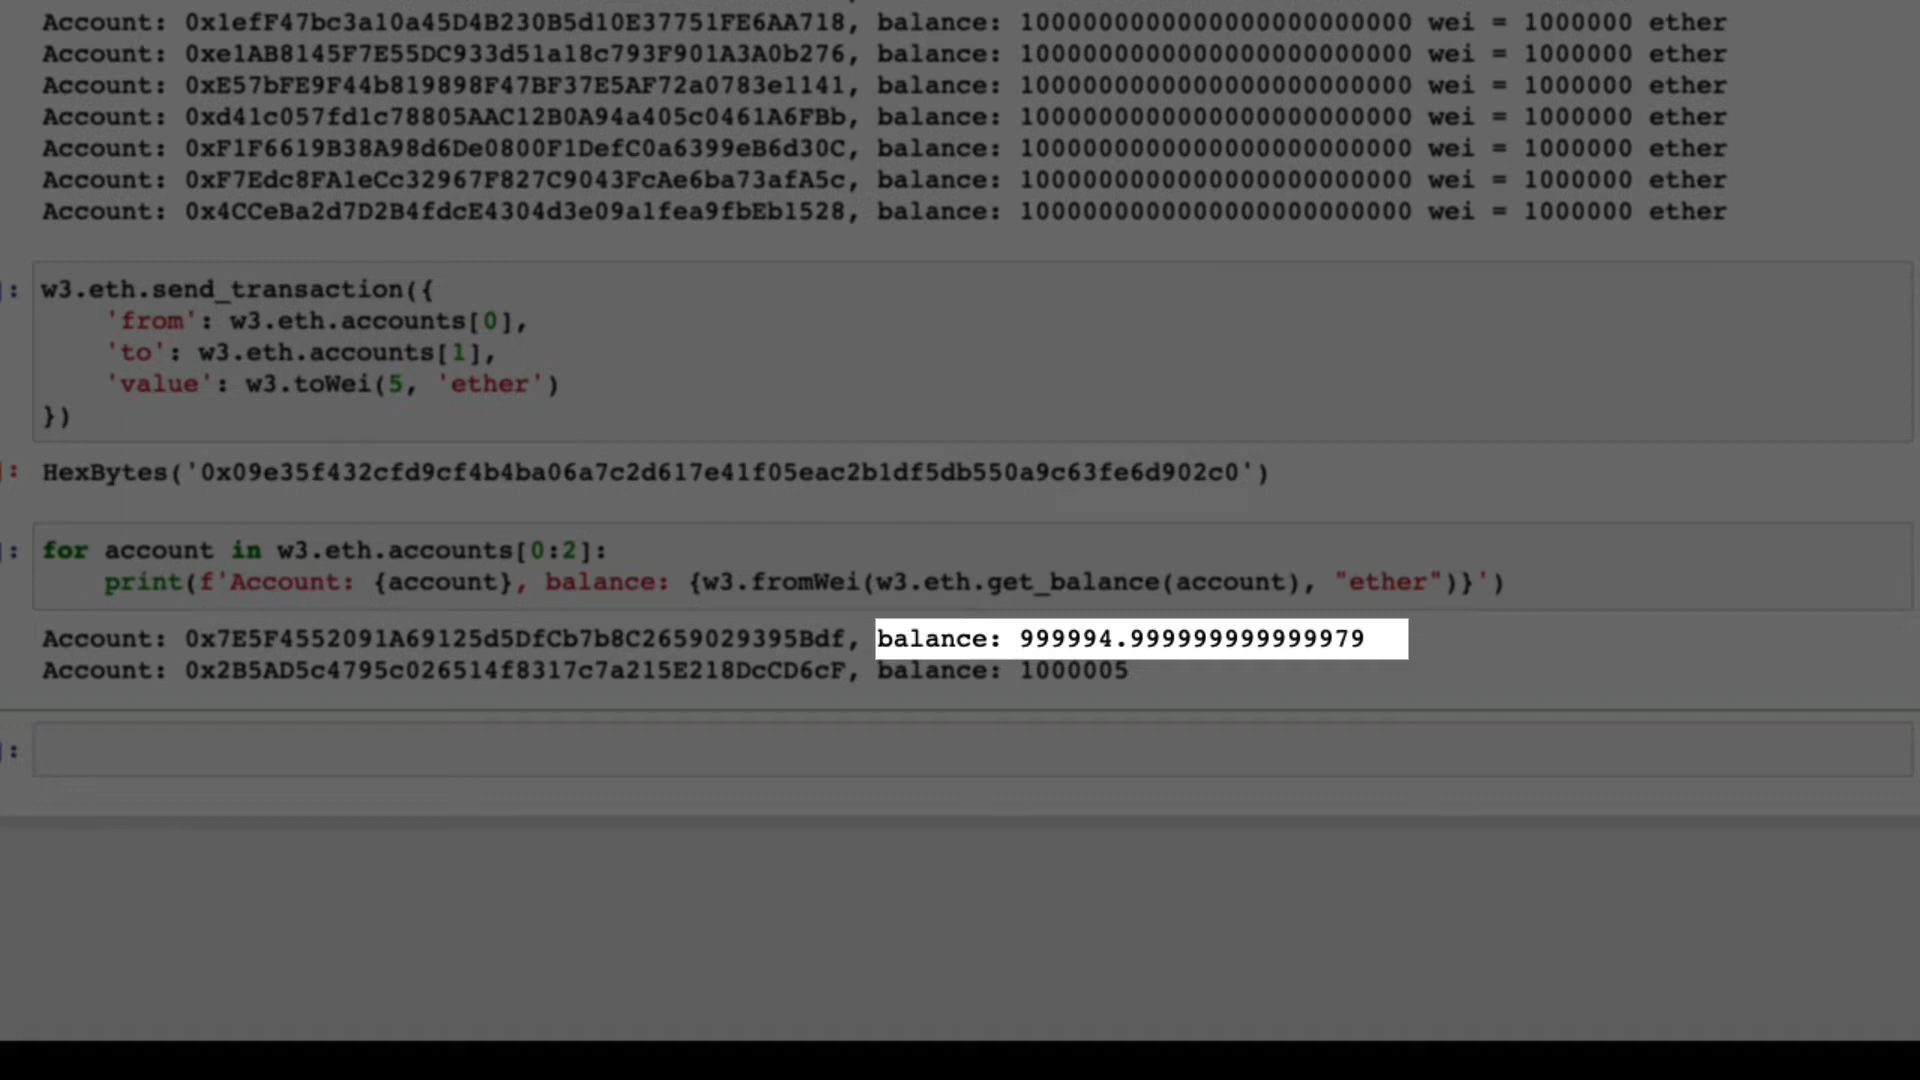 Account: 0x1efF47bc3a10a45D4B230B5d10E37751FE6AA718, balance: 1000000000000000000000000 wei = 1000000 ether
Account: 0xe1AB8145F7E55DC933d51a18c793F901A3A0b276, balance: 1000000000000000000000000 wei = 1000000 ether
Account: 0xE57bFE9F44b819898F47BF37E5AF72a0783e1141, balance: 1000000000000000000000000 wei = 1000000 ether
Account: 0xd41c057fd1c78805AAC12B0A94a405c0461A6FBb, balance: 1000000000000000000000000 wei = 1000000 ether
Account: 0xF1F6619B38A98d6De0800F1DefC0a6399eB6d30C, balance: 1000000000000000000000000 wei = 1000000 ether
Account: 0xF7Edc8FA1eCc32967F827C9043FcAe6ba73afA5c, balance: 1000000000000000000000000 wei = 1000000 ether
Account: 0x4CCeBa2d7D2B4fdcE4304d3e09a1fea9fbEb1528, balance: 1000000000000000000000000 wei = 1000000 ether
]: w3.eth.send_transaction({
'from': w3.eth.accounts[0],
'to': w3.eth.accounts[1],
'value': w3.toWei(5, 'ether')
})
]: HexBytes('0x09e35f432cfd9cf4b4ba06a7c2d617e41f05eac2b1df5db550a9c63fe6d902c0')
]: for account in w3.eth.accounts[0:2]:
print(f'Account: {account}, balance: {w3.fromWei(w3.eth.get_balance(account), "ether")}')
Account: 0x7E5F4552091A69125d5DfCb7b8C2659029395Bdf, balance: 999994.999999999999979
Account: 0x2B5AD5c4795c026514f8317c7a215E218DcCD6cF, balance: 1000005
]: